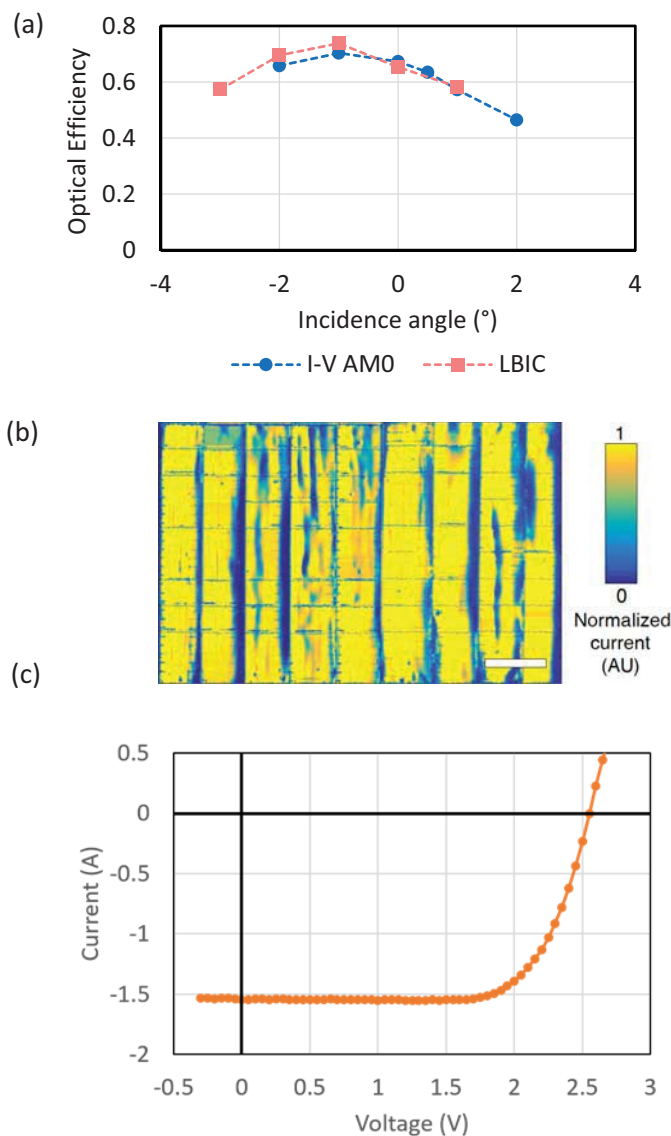 (a)
0.8
0.6
0.4
0.2
0
Optical Efficiency
-4
-2
0
2
4
Incidence angle (°)
I-V AM0
LBIC
(b)
1
0
Normalized
current
(AU)
(c)
0.5
0
-0.5
-1
-1.5
-2
Current (A)
-0.5
0
0.5
1
1.5
2
2.5
3
Voltage (V)